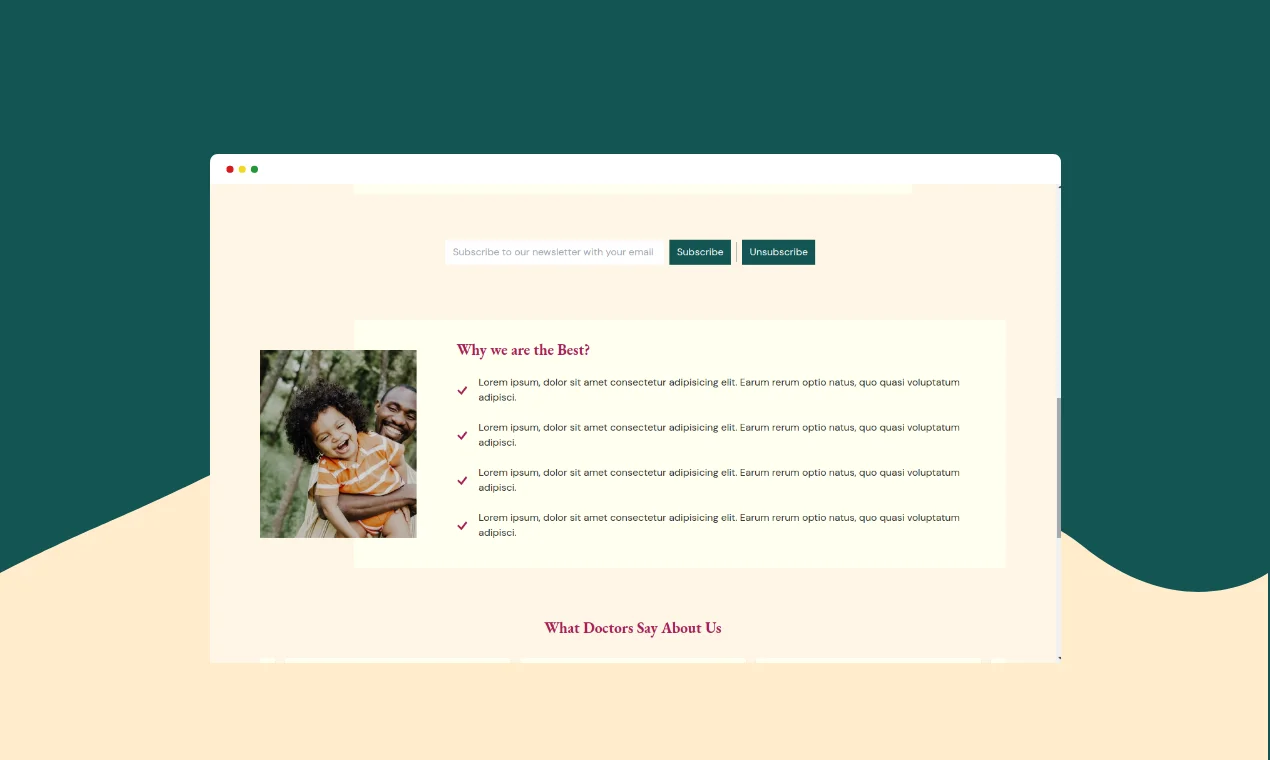 Subscribe to our newsletter with your email Subscribe Unsubscribe
Why we are the Best?
Lorem ipsum, dolor sit amet consectetur adipisicing elit. Earum rerum optio natus, quo quasi voluptatum
adipisci.
Lorem ipsum, dolor sit amet consectetur adipisicing elit. Earum rerum optio natus, quo quasi voluptatum
adipisci.
Lorem ipsum, dolor sit amet consectetur adipisicing elit. Earum rerum optio natus, quo quasi voluptatum
adipisci.
Lorem ipsum, dolor sit amet consectetur adipisicing elit. Earum rerum optio natus, quo quasi voluptatum
adipisci.
What Doctors Say About Us